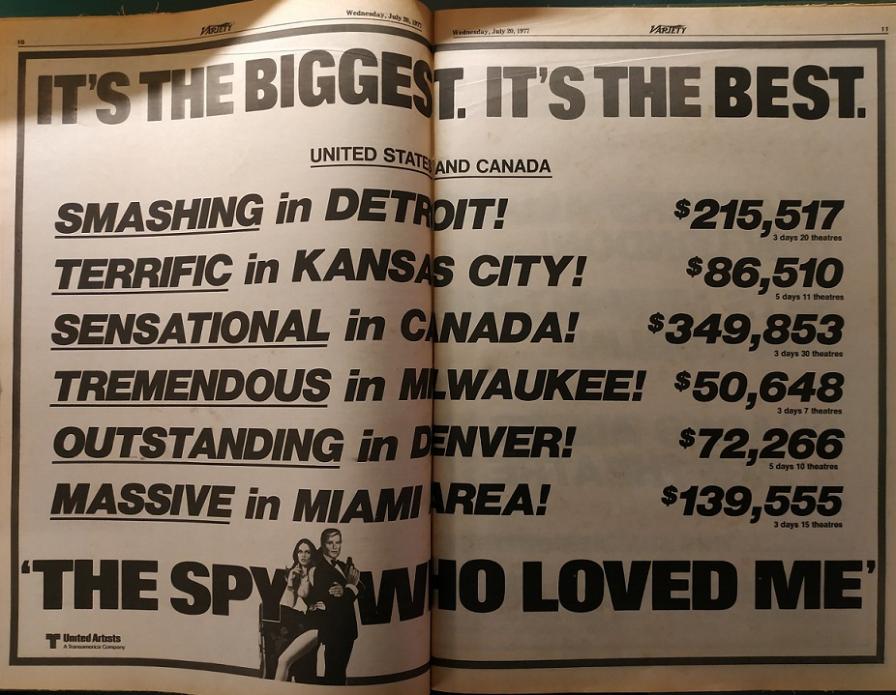 10 VARIETY Wednesday, July 20, 1977
Wednesday, July 20, 1977 VARIETY 11
IT'S THE BIGGEST. IT'S THE BEST.
UNITED STATES AND CANADA
SMASHING in DETROIT! $215,517
3 days 20 theatres
TERRIFIC in KANSAS CITY! $86,510
5 days 11 theatres
SENSATIONAL in CANADA! $349,853
3 days 30 theatres
TREMENDOUS in MILWAUKEE! $50,648
3 days 7 theatres
OUTSTANDING in DENVER! $72,266
5 days 10 theatres
MASSIVE in MIAMI AREA! $139,555
3 days 15 theatres
'THE SPY WHO LOVED ME'
United Artists
A Transamerica Company